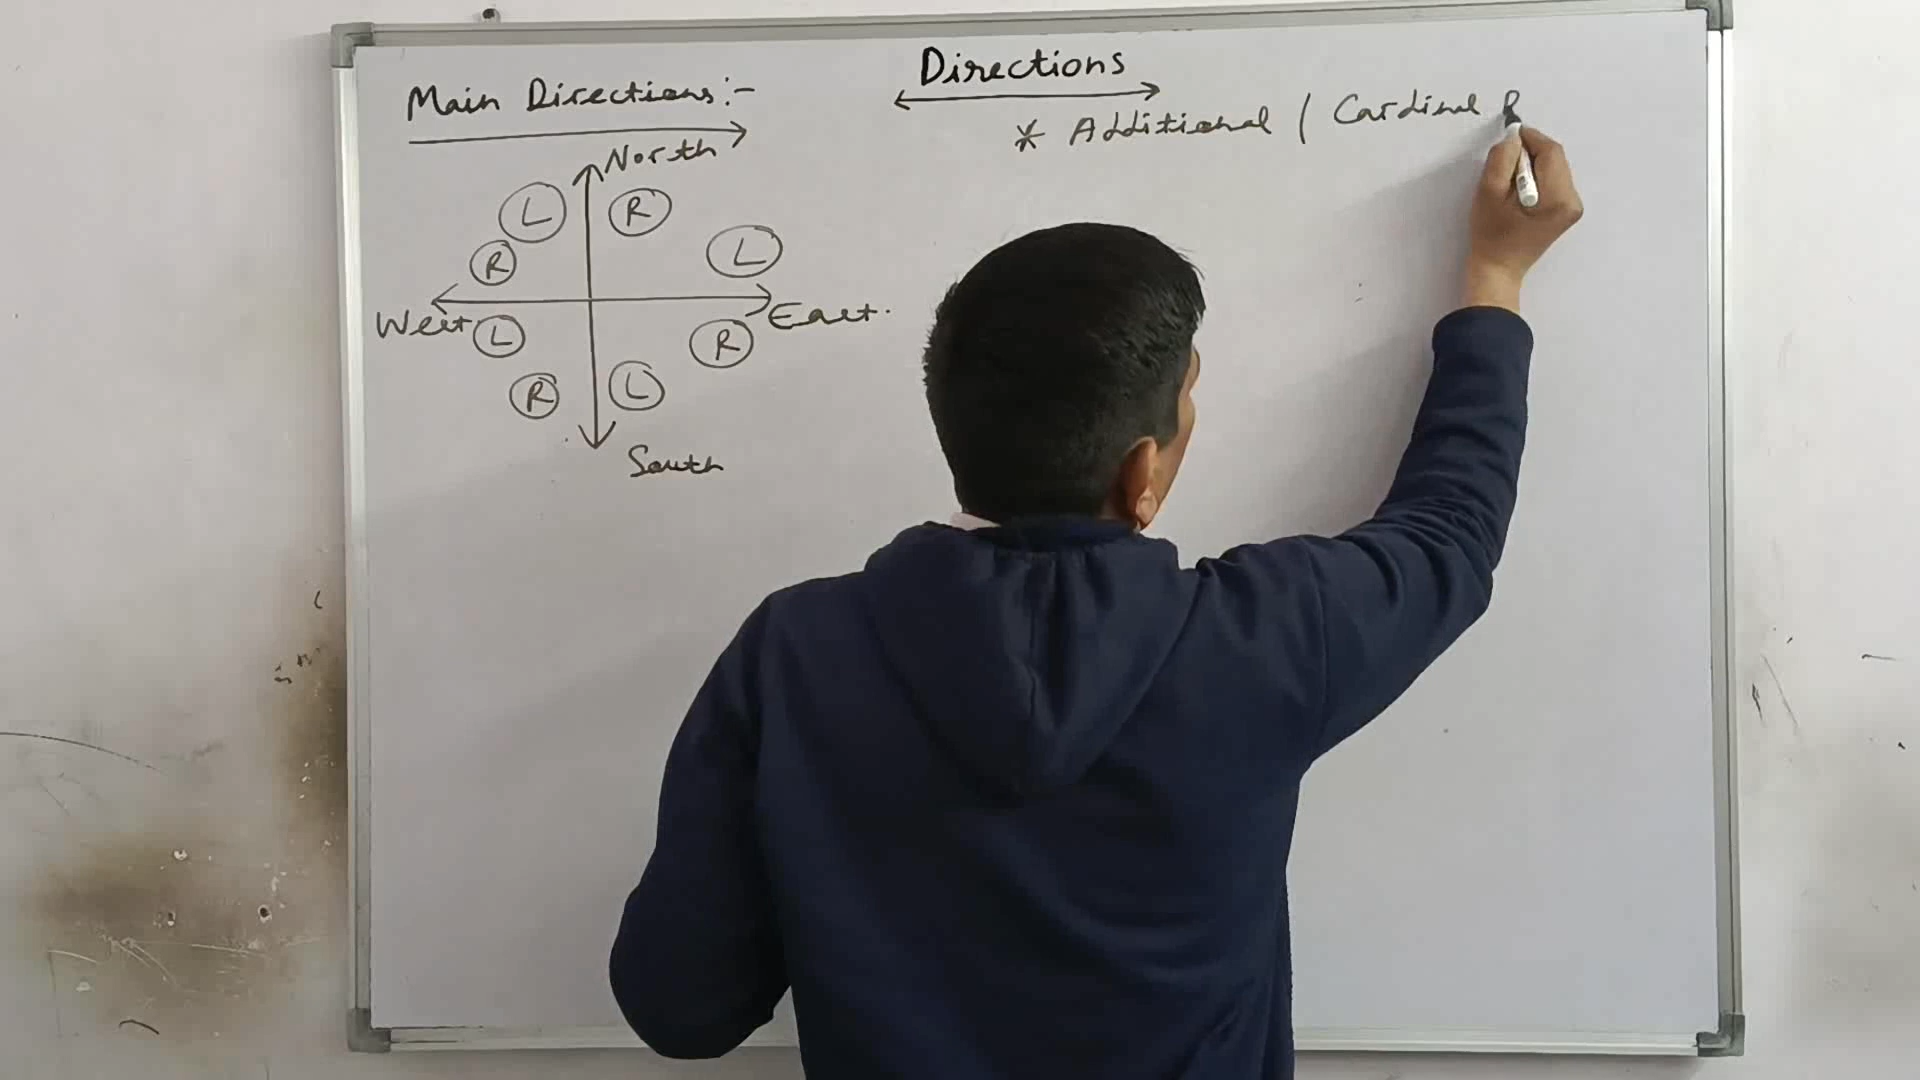 Directions
Main Directions:-
* Additional / Cardinal
North
L R
R L
West East.
L R
R L
South